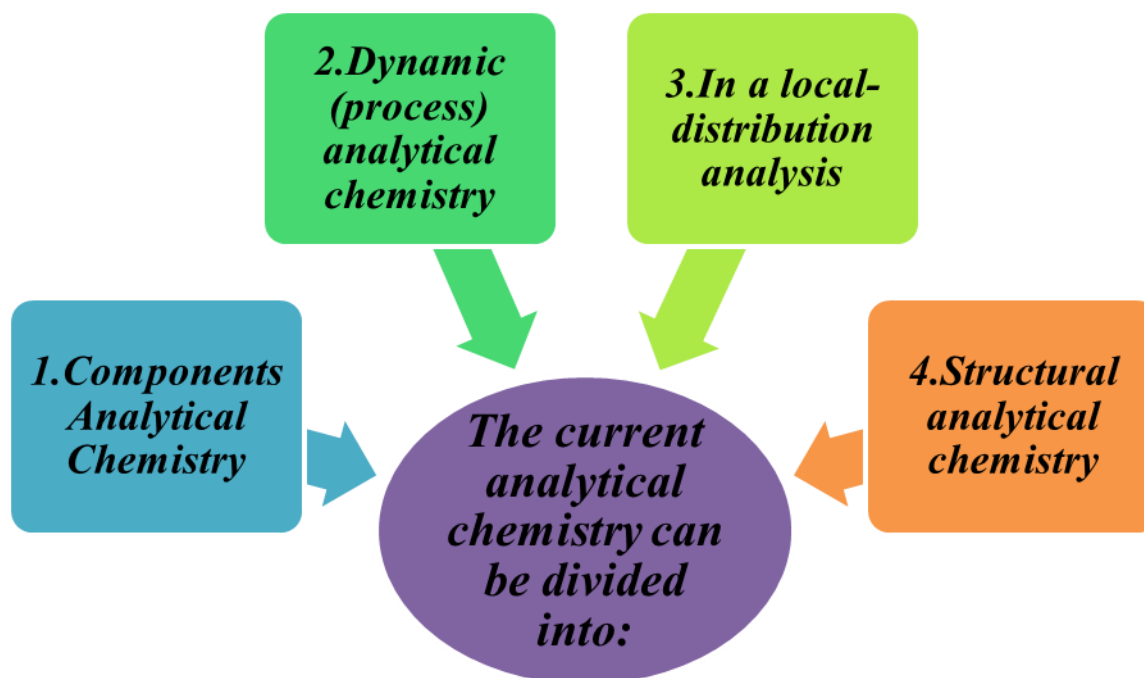 1.Components
Analytical
Chemistry
2.Dynamic
(process)
analytical
chemistry
3.In a local-
distribution
analysis
4.Structural
analytical
chemistry
The current
analytical
chemistry can
be divided
into: